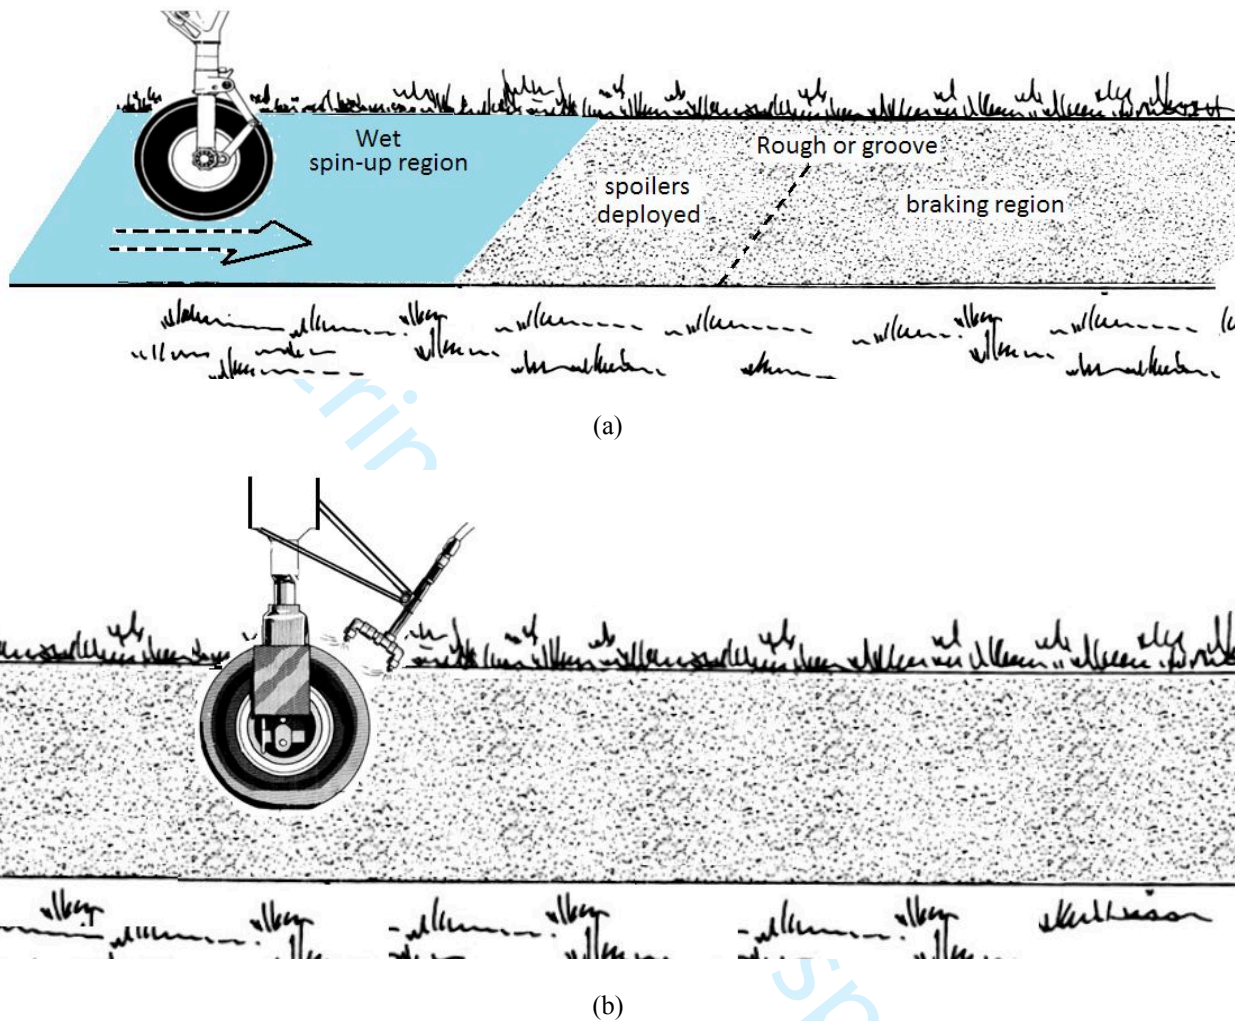 Wet
spin-up region
Rough or groove
spoilers
deployed
braking region
(a)
(b)